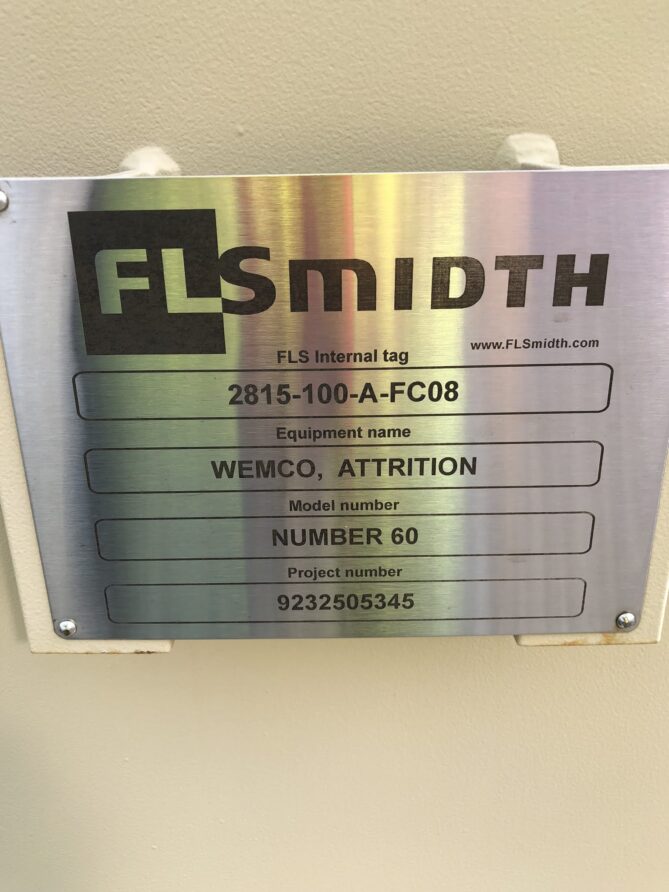 FLSMIDTH
www.FLSmidth.com
FLS Internal tag
2815-100-A-FC08
Equipment name
WEMCO, ATTRITION
Model number
NUMBER 60
Project number
9232505345